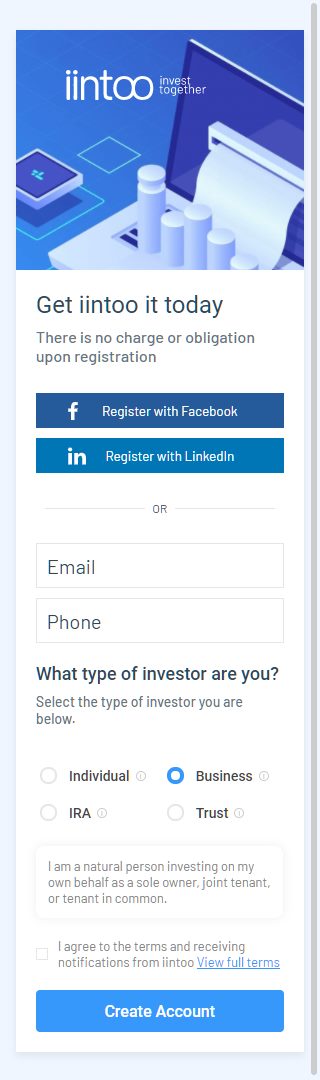 iintoo invest
together
Get iintoo it today
There is no charge or obligation
upon registration
Register with Facebook
Register with LinkedIn
OR
Email
Phone
What type of investor are you?
Select the type of investor you are
below.
Individual
Business
IRA
Trust
I am a natural person investing on my
own behalf as a sole owner, joint tenant,
or tenant in common.
I agree to the terms and receiving
notifications from iintoo View full terms
Create Account